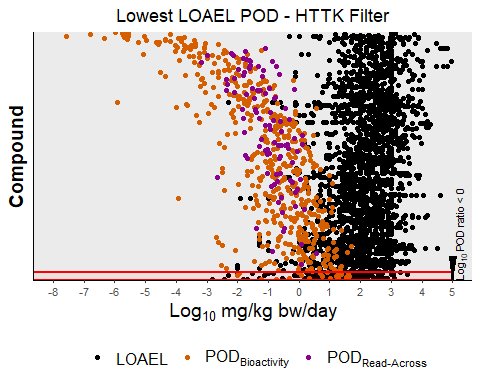 Lowest LOAEL POD - HTTK Filter
Compound
Log10 POD ratio < 0
-8 -7 -6 -5 -4 -3 -2 -1 0 1 2 3 4 5
Log10 mg/kg bw/day
LOAEL PODBioactivity PODRead-Across